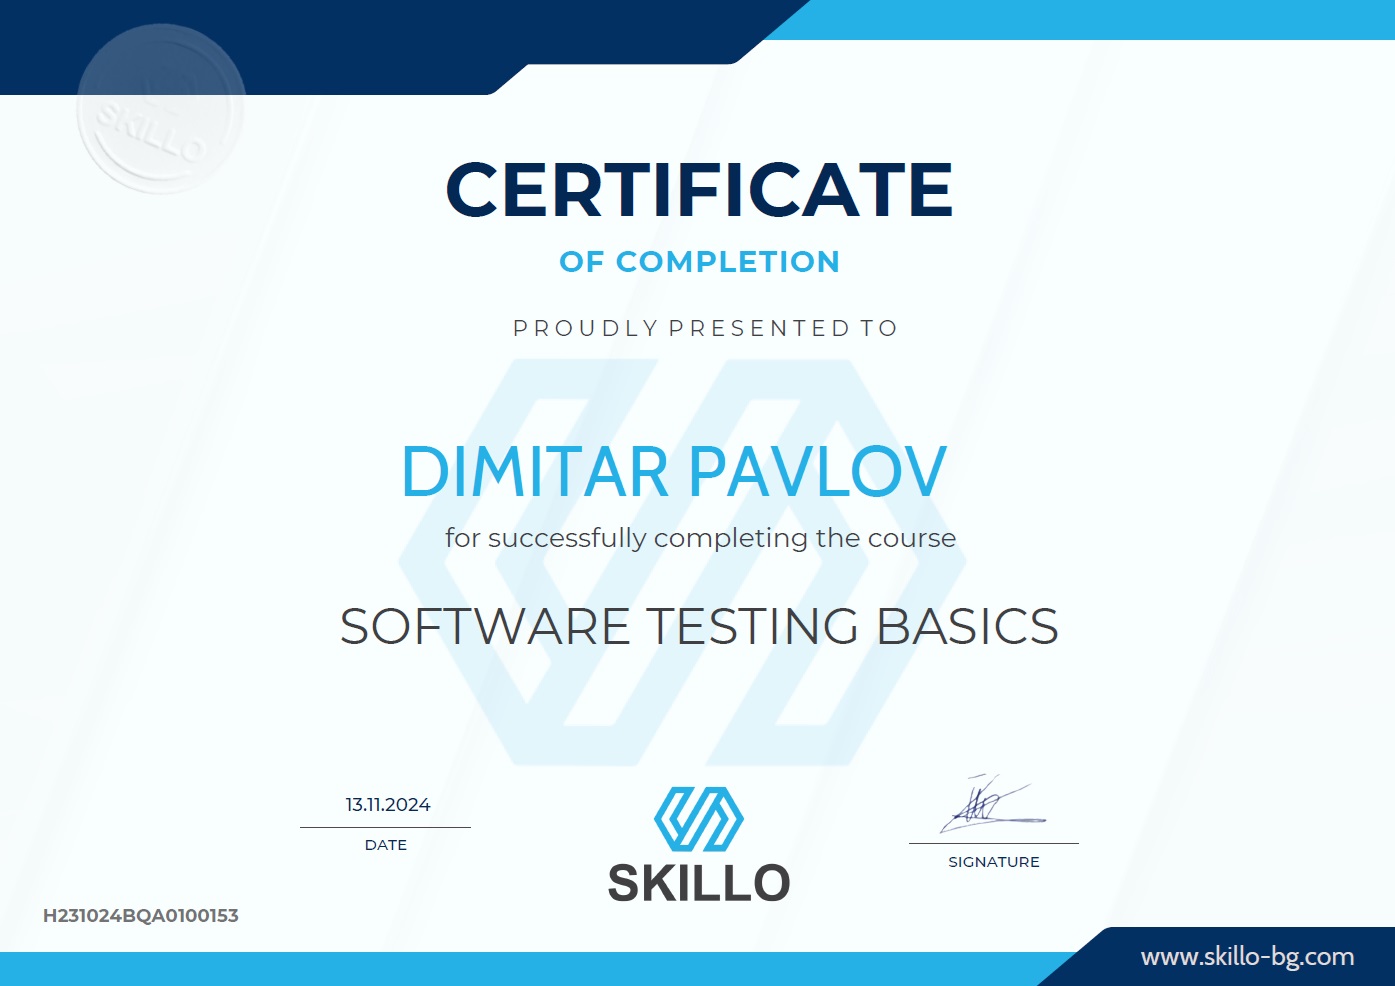 SKILLO
CERTIFICATE
OF COMPLETION
PROUDLY PRESENTED TO
DIMITAR PAVLOV
for successfully completing the course
SOFTWARE TESTING BASICS
13.11.2024
DATE
SKILLO
SIGNATURE
H231024BQA0100153
www.skillo-bg.com